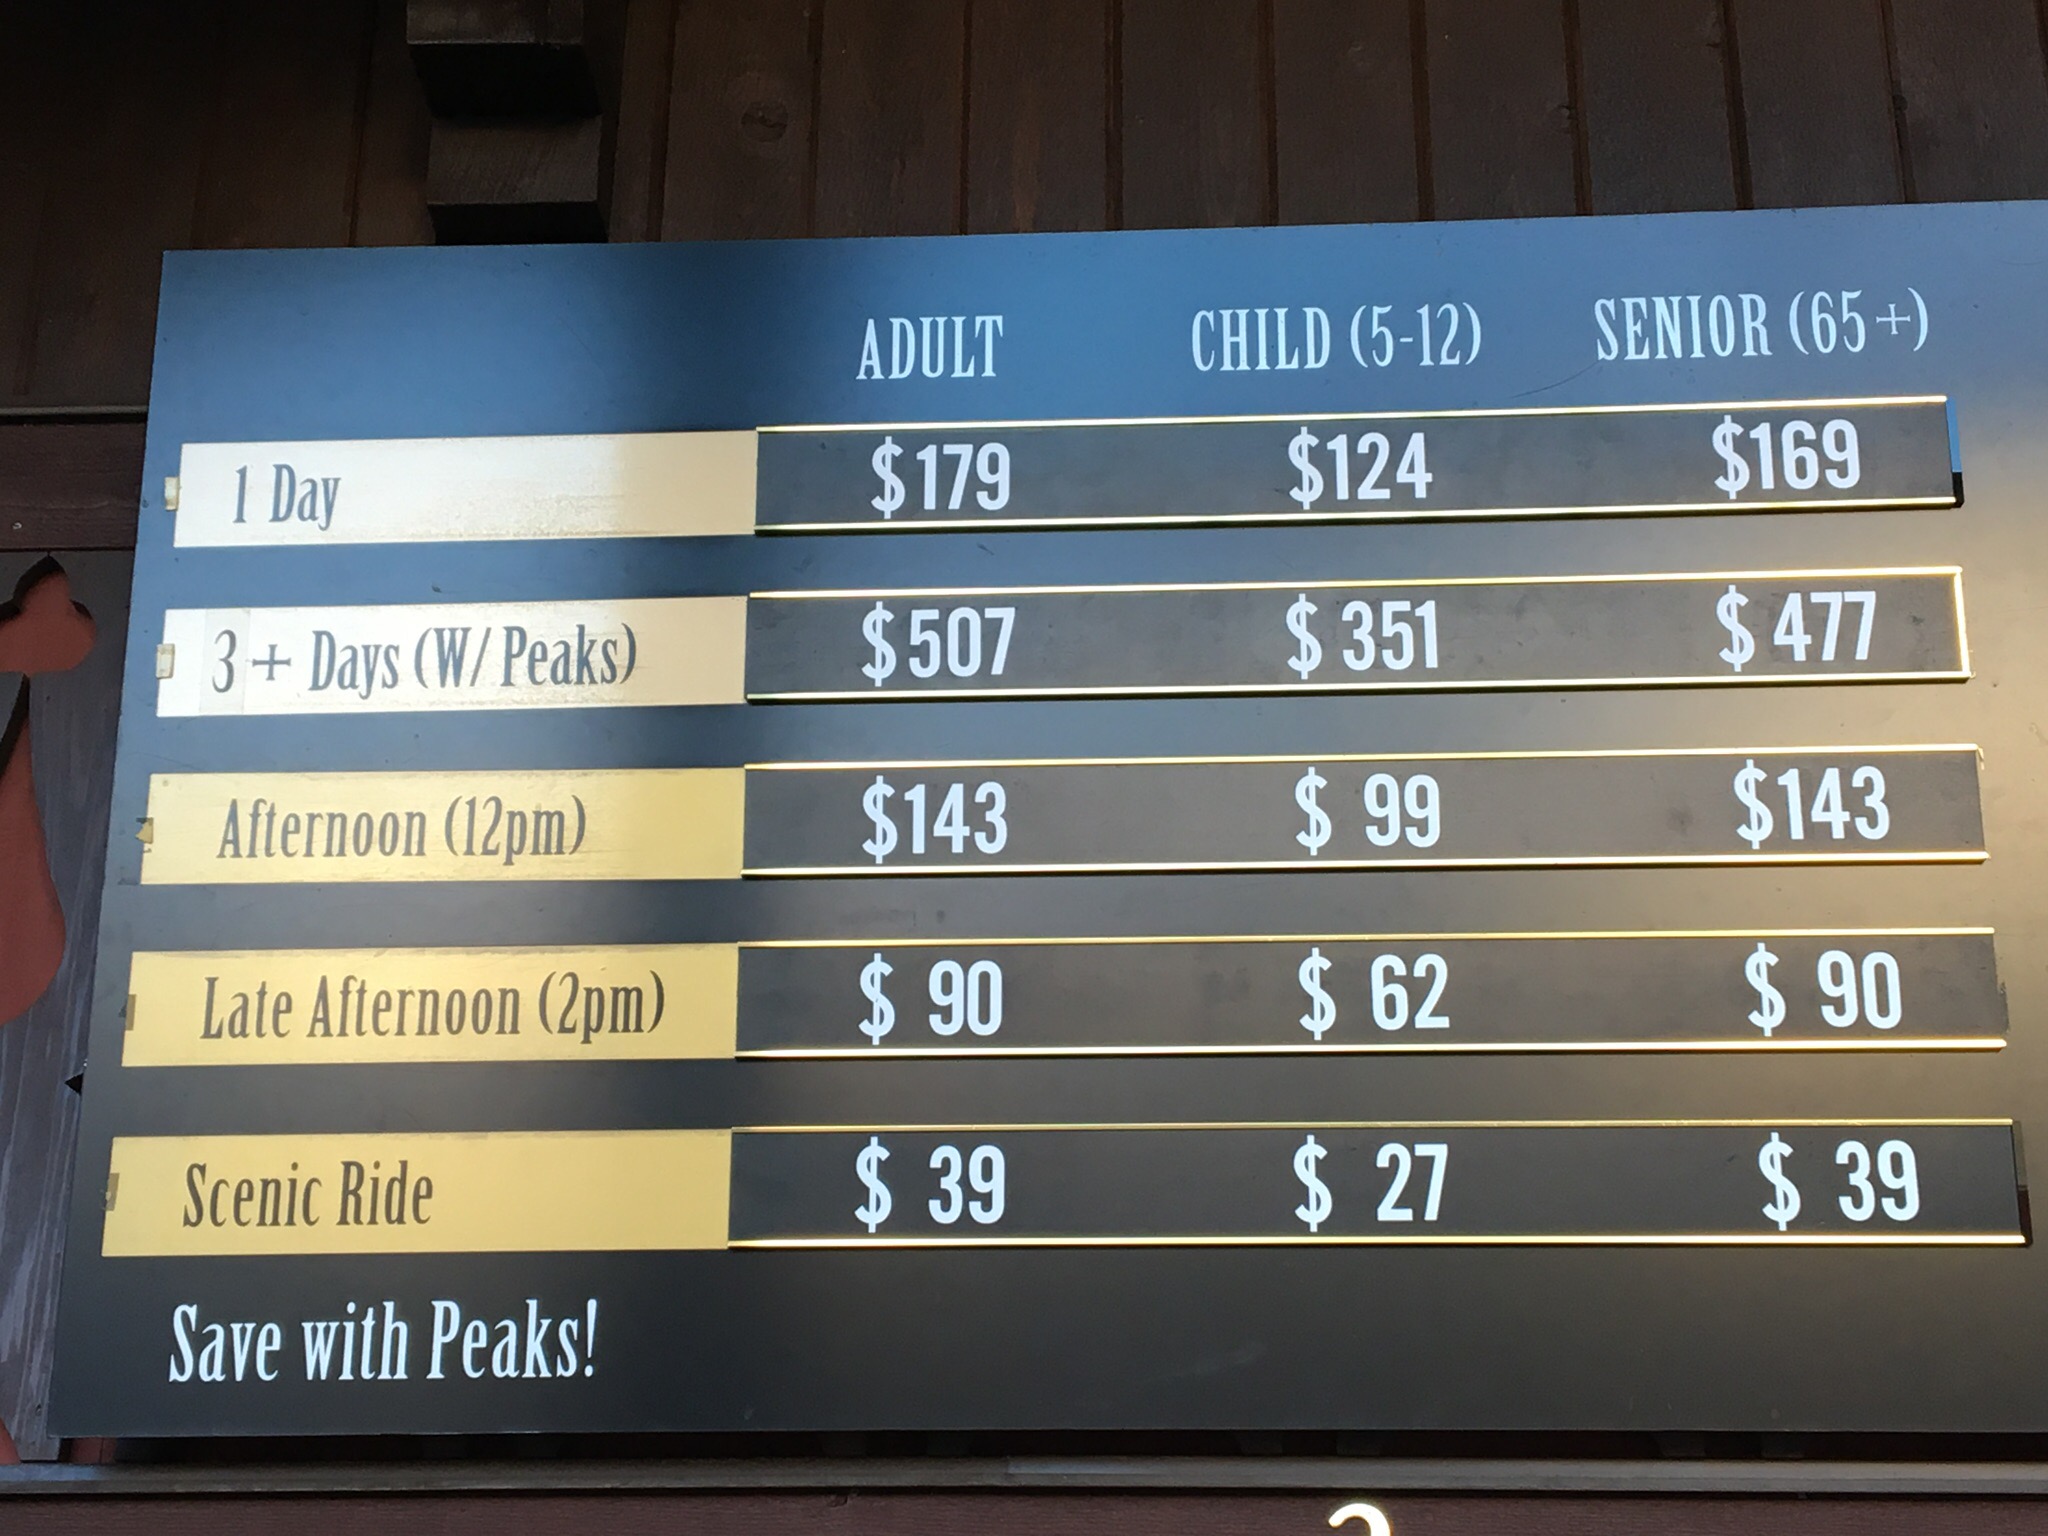 ADULT CHILD (5-12) SENIOR (65+)
1 Day $179 $124 $169
3 + Days (W/ Peaks) $507 $ 351 $ 477
Afternoon (12pm) $143 $ 99 $143
Late Afternoon (2pm) $ 90 $ 62 $ 90
Scenic Ride $ 39 $ 27 $ 39
Save with Peaks!